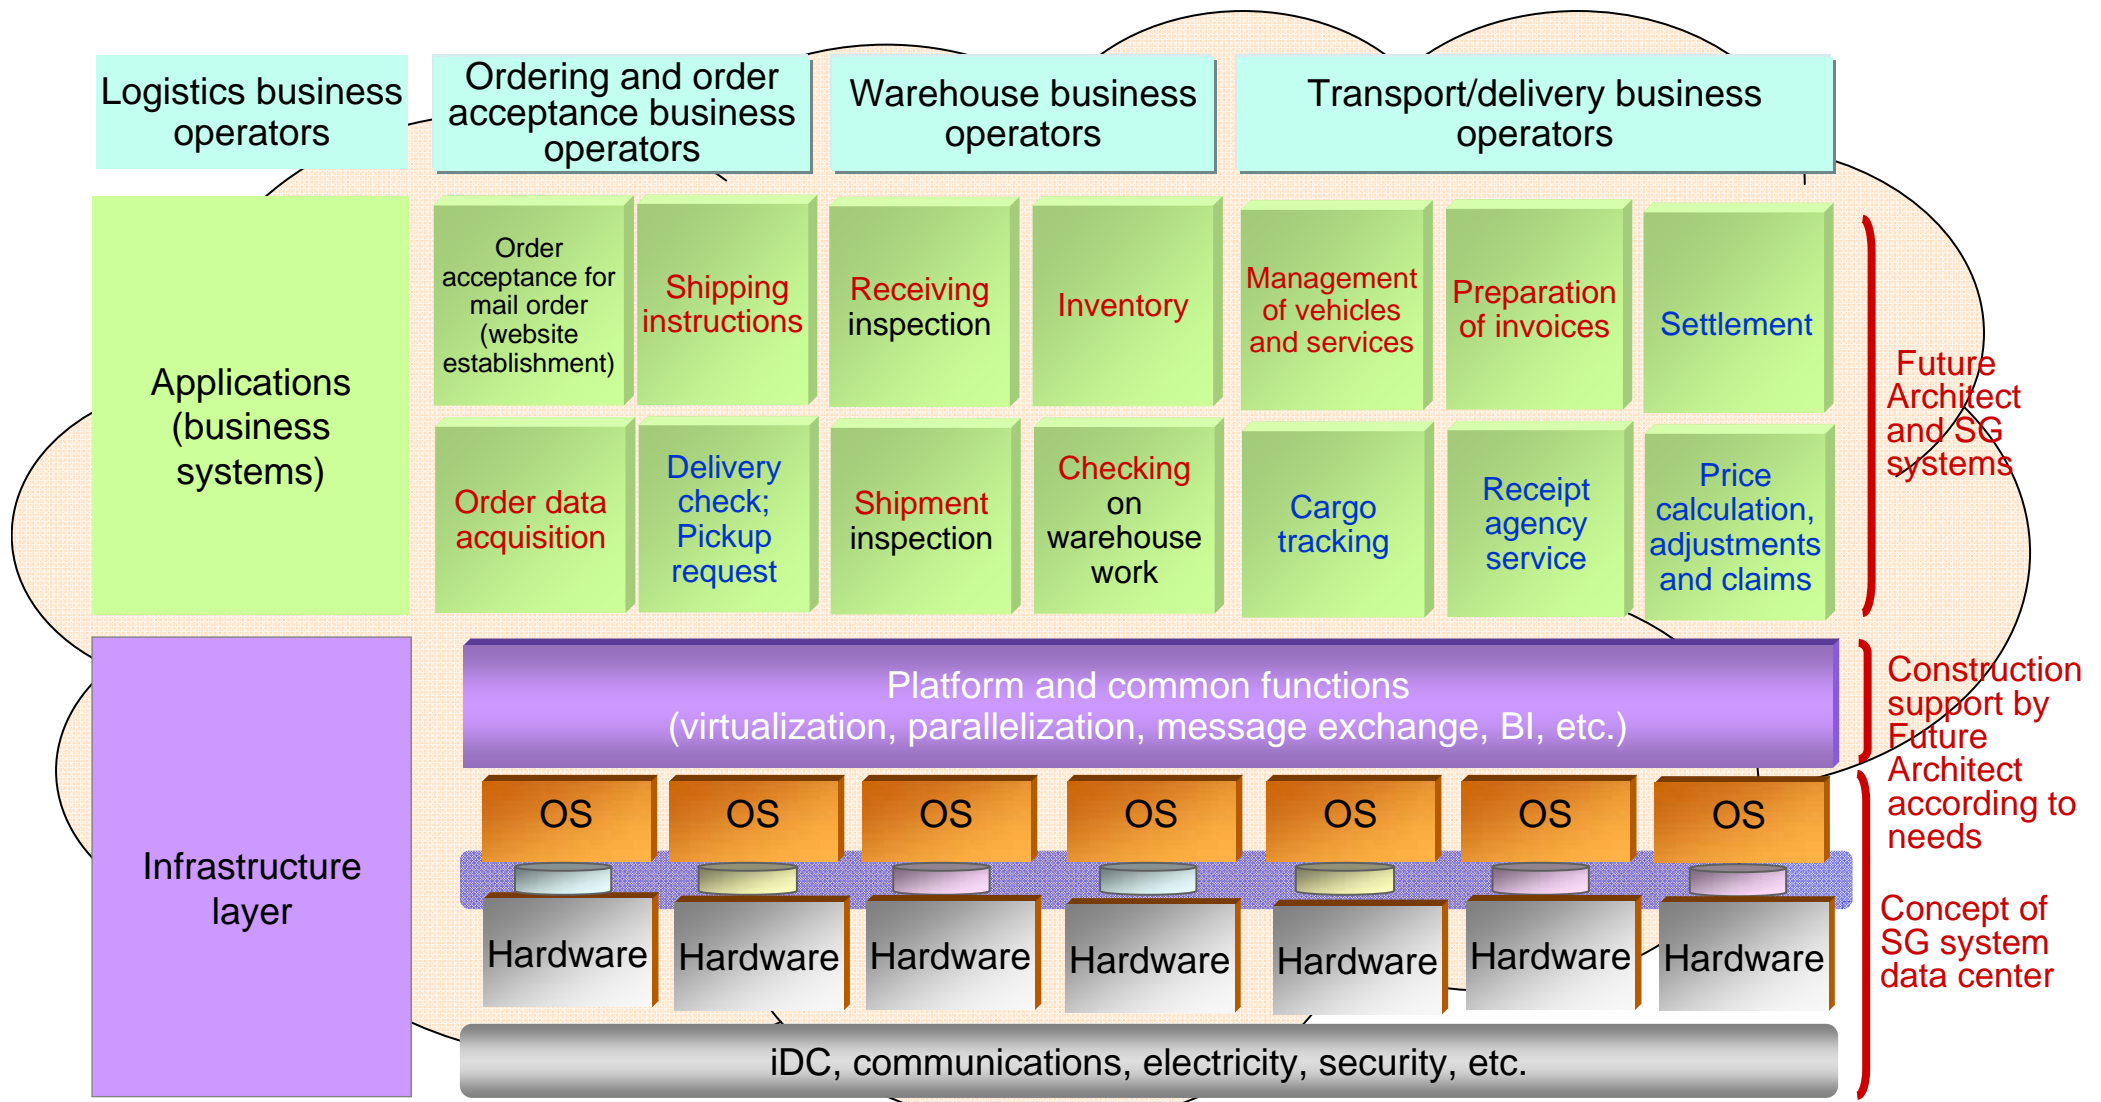 Logistics business
operators
Ordering and order
acceptance business
operators
Warehouse business
operators
Transport/delivery business
operators
Applications
(business
systems)
Order
acceptance for
mail order
(website
establishment)
Shipping
instructions
Receiving
inspection
Inventory
Management
of vehicles
and services
Preparation
of invoices
Settlement
Order data
acquisition
Delivery
check;
Pickup
request
Shipment
inspection
Checking
on
warehouse
work
Cargo
tracking
Receipt
agency
service
Price
calculation,
adjustments
and claims
Future
Architect
and SG
systems
Infrastructure
layer
Platform and common functions
(virtualization, parallelization, message exchange, BI, etc.)
Construction
support by
Future
Architect
according to
needs
OS
OS
OS
OS
OS
OS
OS
Hardware
Hardware
Hardware
Hardware
Hardware
Hardware
Hardware
Concept of
SG system
data center
iDC, communications, electricity, security, etc.